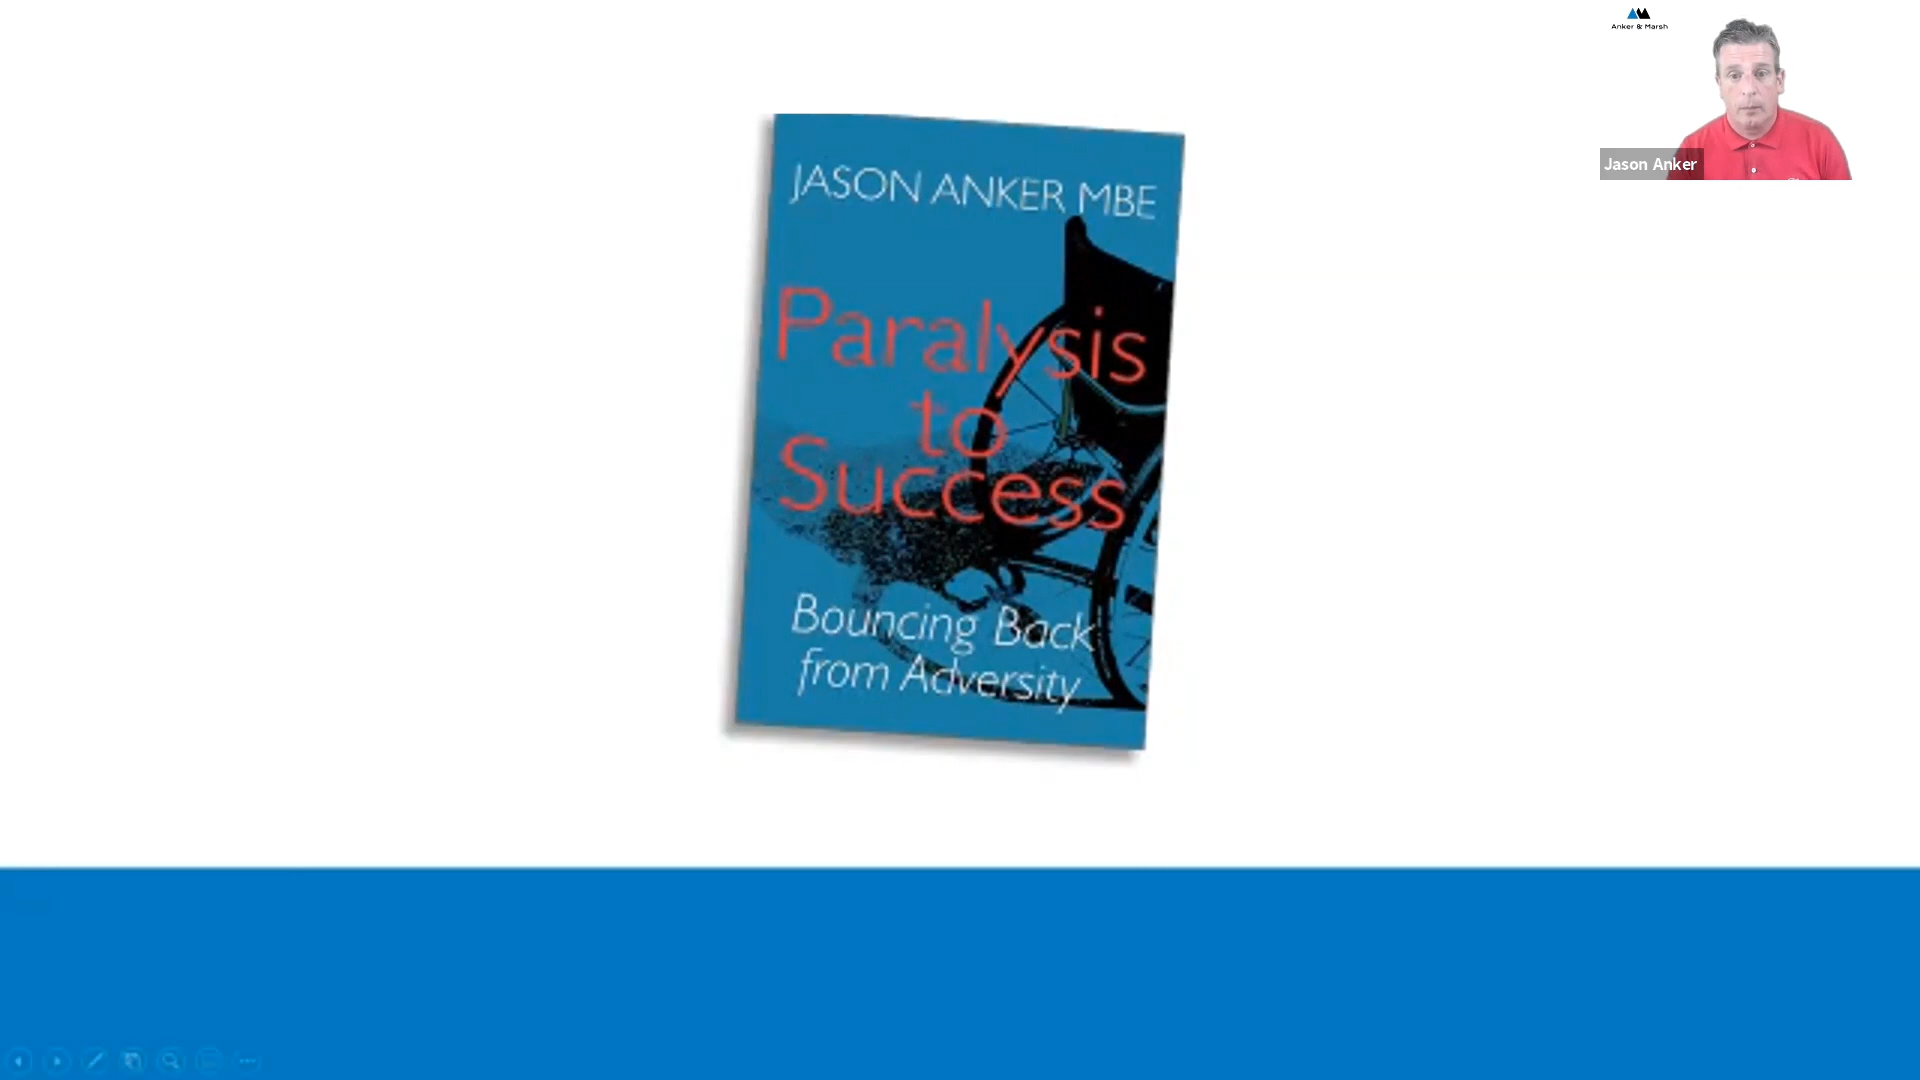 Anker & Marsh
Jason Anker
JASON ANKER MBE
Paralysis
to
Success
Bouncing Back
from Adversity